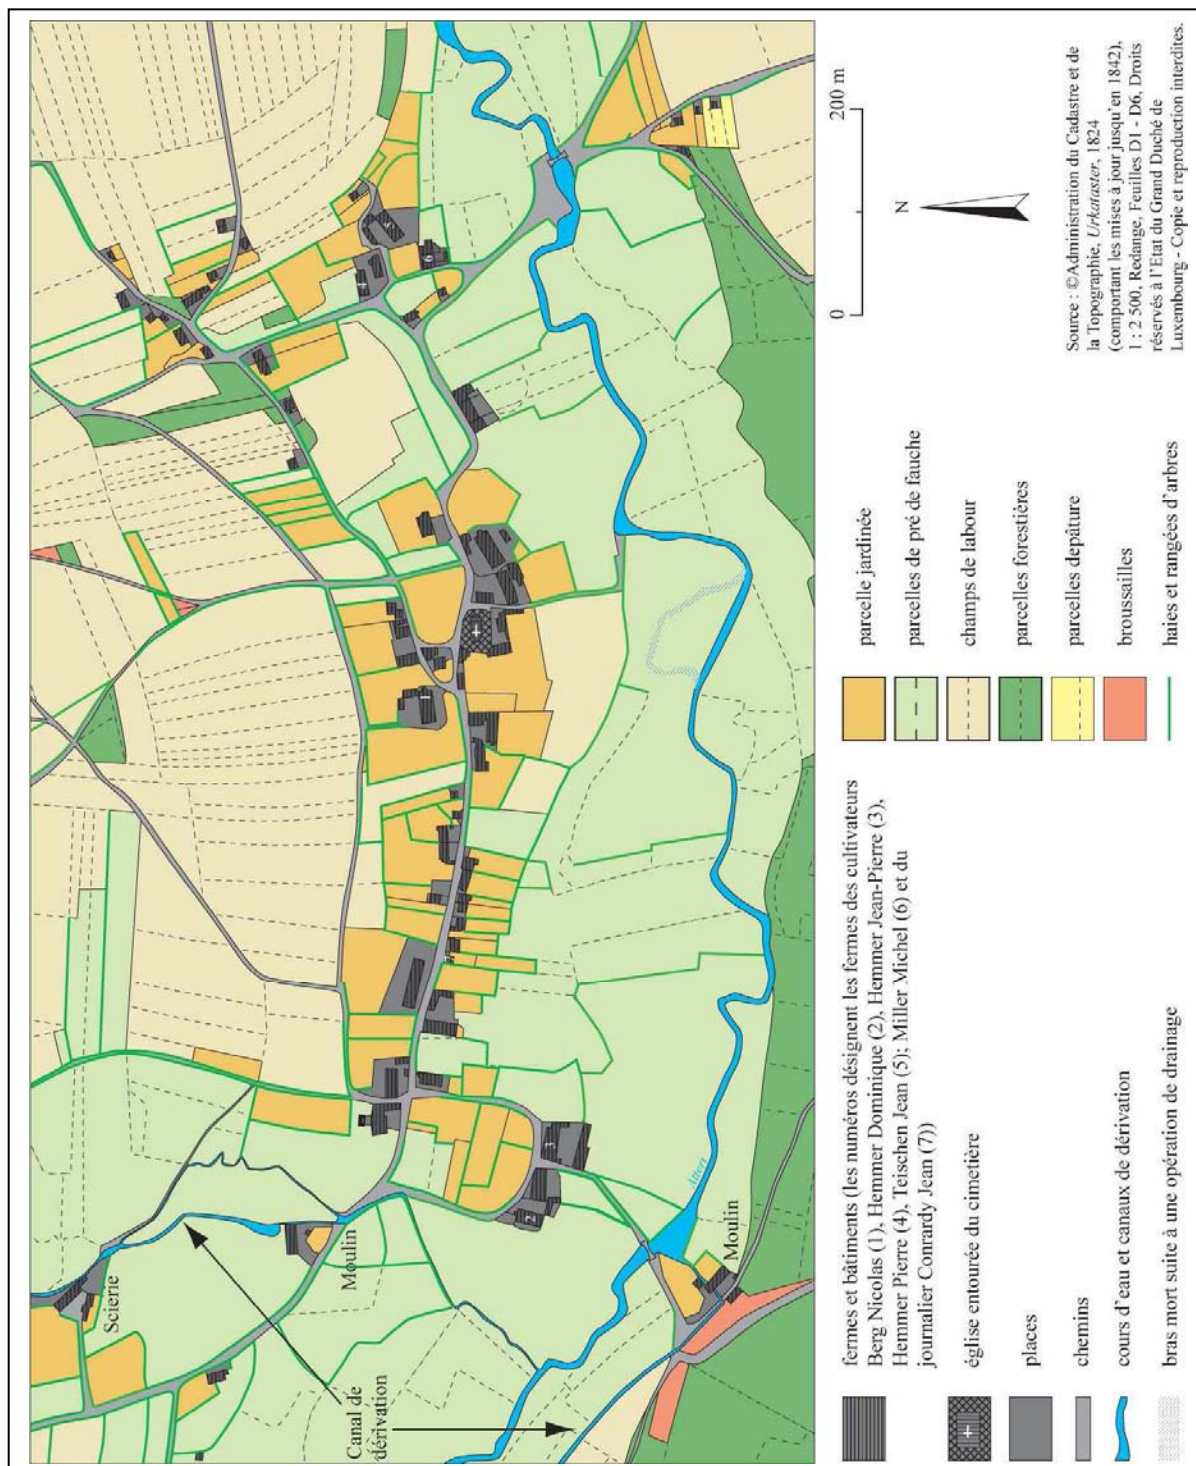 Scierie
Moulin
Canal de
dérivation
Attert
Moulin
1
2
3
4
6
fermes et bâtiments (les numéros désignent les fermes des cultivateurs
Berg Nicolas (1), Hemmer Dominique (2), Hemmer Jean-Pierre (3),
Hemmer Pierre (4), Teischen Jean (5); Miller Michel (6) et du
journalier Conrardy Jean (7))
église entourée du cimetière
places
chemins
cours d'eau et canaux de dérivation
bras mort suite à une opération de drainage
parcelle jardinée
parcelles de pré de fauche
champs de labour
parcelles forestières
parcelles depâture
broussailles
haies et rangées d'arbres
0
200 m
N
Source : ©Administration du Cadastre et de
la Topographie, Urkataster, 1824
(comportant les mises à jour jusqu'en 1842),
1 : 2 500, Redange, Feuilles D1 - D6, Droits
réservés à l'Etat du Grand Duché de
Luxembourg - Copie et reproduction interdites.